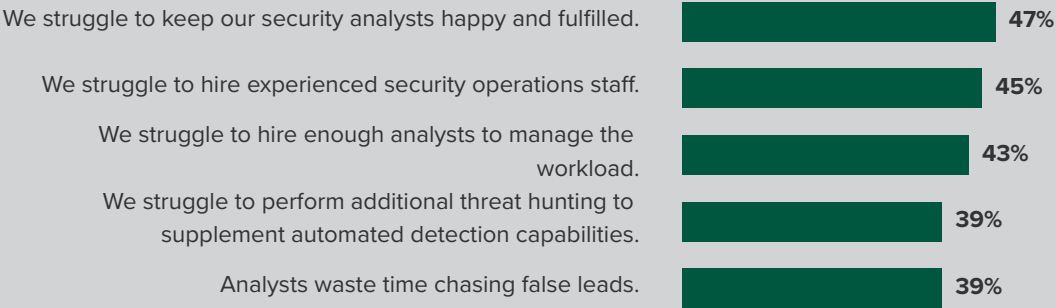 We struggle to keep our security analysts happy and fulfilled. 47%
We struggle to hire experienced security operations staff. 45%
We struggle to hire enough analysts to manage the
workload. 43%
We struggle to perform additional threat hunting to
supplement automated detection capabilities. 39%
Analysts waste time chasing false leads. 39%